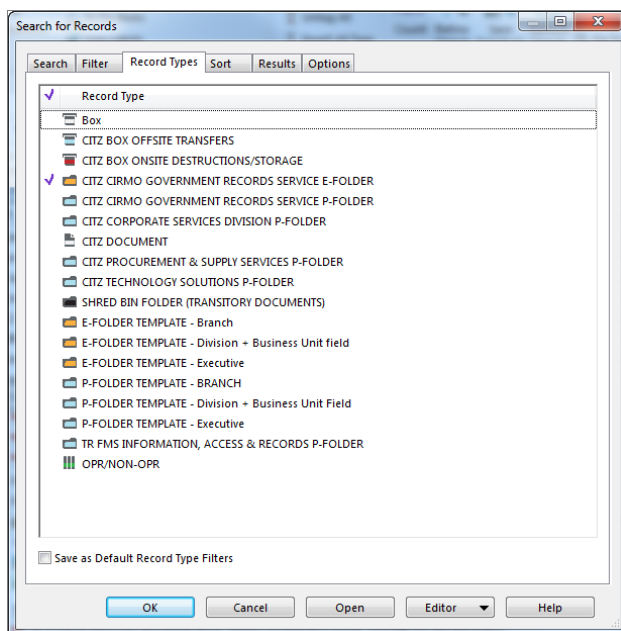 Search for Records
Search Filter Record Types Sort Results Options
Record Type
Box
CITZ BOX OFFSITE TRANSFERS
CITZ BOX ONSITE DESTRUCTIONS/STORAGE
CITZ CIRMO GOVERNMENT RECORDS SERVICE E-FOLDER
CITZ CIRMO GOVERNMENT RECORDS SERVICE P-FOLDER
CITZ CORPORATE SERVICES DIVISION P-FOLDER
CITZ DOCUMENT
CITZ PROCUREMENT & SUPPLY SERVICES P-FOLDER
CITZ TECHNOLOGY SOLUTIONS P-FOLDER
SHRED BIN FOLDER (TRANSITORY DOCUMENTS)
E-FOLDER TEMPLATE - Branch
E-FOLDER TEMPLATE - Division + Business Unit field
E-FOLDER TEMPLATE - Executive
P-FOLDER TEMPLATE - BRANCH
P-FOLDER TEMPLATE - Division + Business Unit Field
P-FOLDER TEMPLATE - Executive
TR FMS INFORMATION, ACCESS & RECORDS P-FOLDER
OPR/NON-OPR
Save as Default Record Type Filters
OK Cancel Open Editor Help